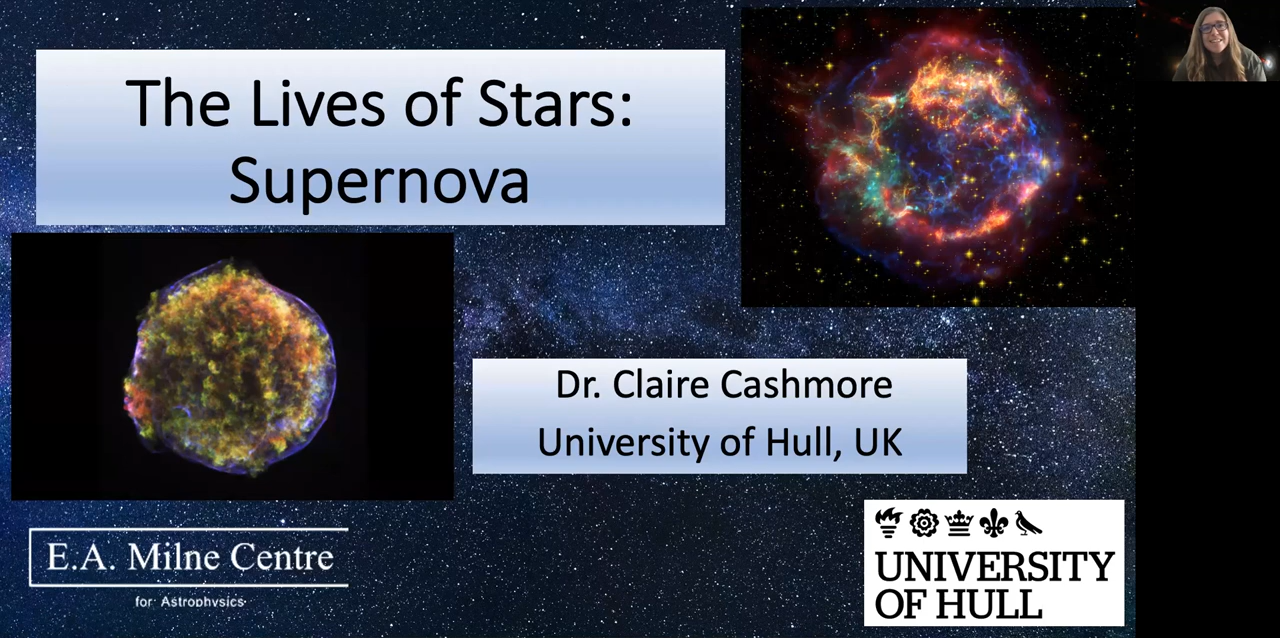 The Lives of Stars:
Supernova
Dr. Claire Cashmore
University of Hull, UK
E.A. Milne Centre
for Astrophysics
UNIVERSITY
OF HULL